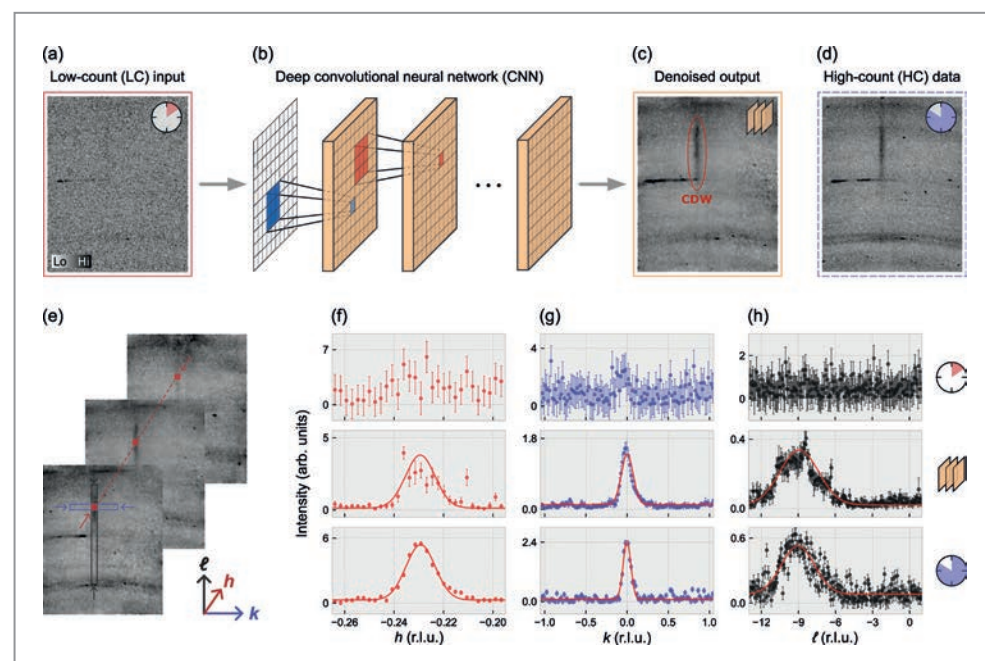 (a)
Low-count (LC) input
(b)
Deep convolutional neural network (CNN)
(c)
Denoised output
(d)
High-count (HC) data
Lo Hi
...
CDW
(e)
ℓ
h
k
(f)
(g)
(h)
Intensity (arb. units)
7
0
5
0
6
0
−0.26 −0.24 −0.22 −0.20
h (r.l.u.)
4
0
1.8
0.0
2.4
0.0
−1.0 −0.5 0.0 0.5 1.0
k (r.l.u.)
2
0
0.4
0.0
0.6
0.0
−12 −9 −6 −3 0
ℓ (r.l.u.)